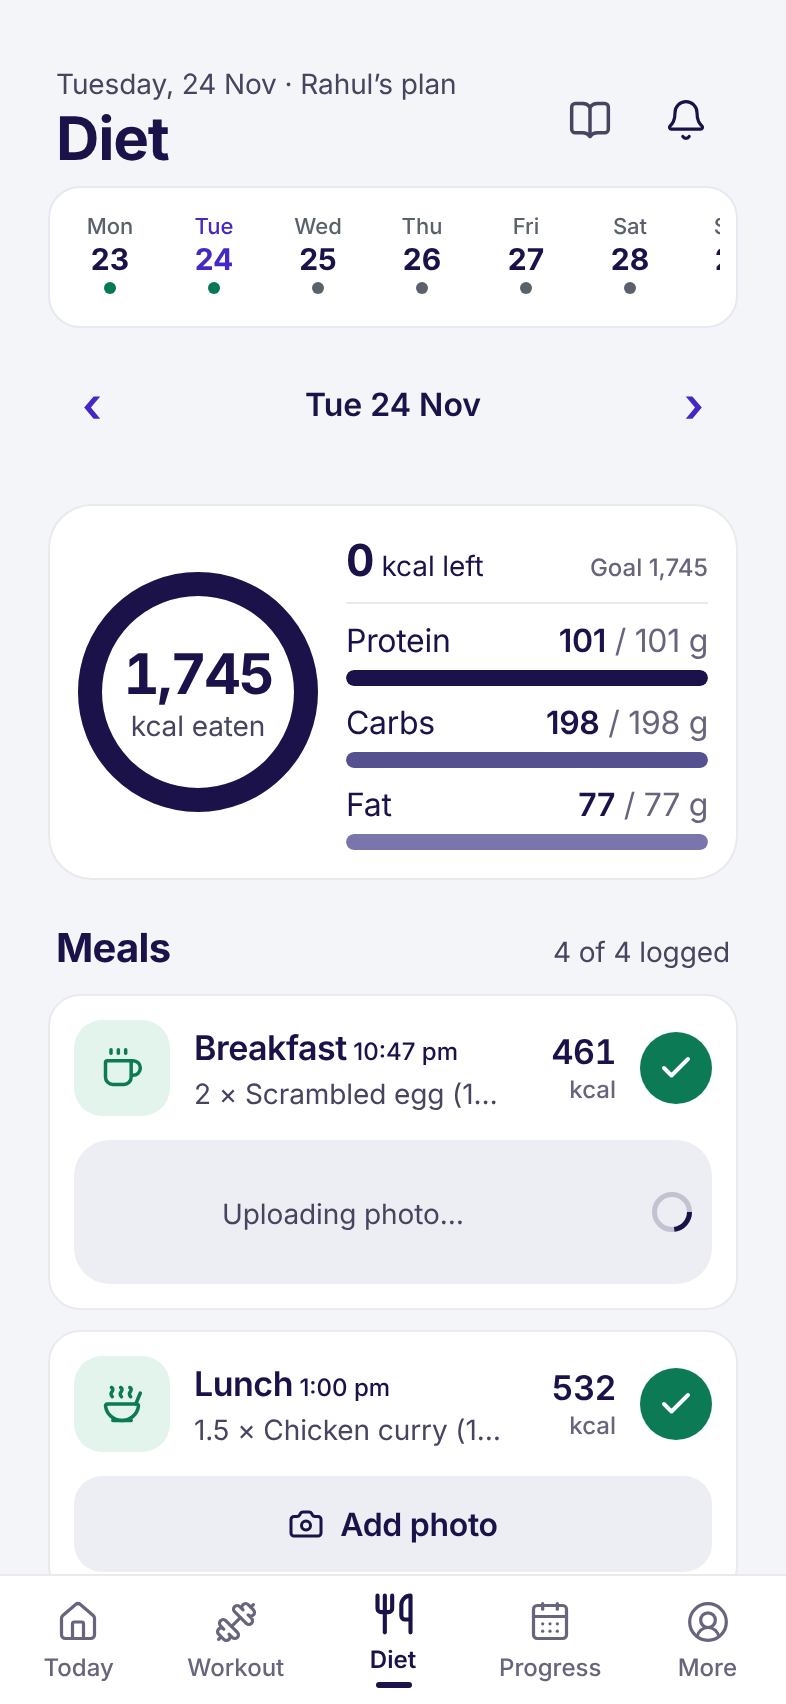 Tuesday, 24 Nov · Rahul’s plan
Diet
Mon Tue Wed Thu Fri Sat
23 24 25 26 27 28
‹ Tue 24 Nov ›
1,745
kcal eaten
0 kcal left Goal 1,745
Protein 101 / 101 g
Carbs 198 / 198 g
Fat 77 / 77 g
Meals 4 of 4 logged
Breakfast 10:47 pm 461
2 × Scrambled egg (1... kcal
Uploading photo...
Lunch 1:00 pm 532
1.5 × Chicken curry (1... kcal
Add photo
Today Workout Diet Progress More